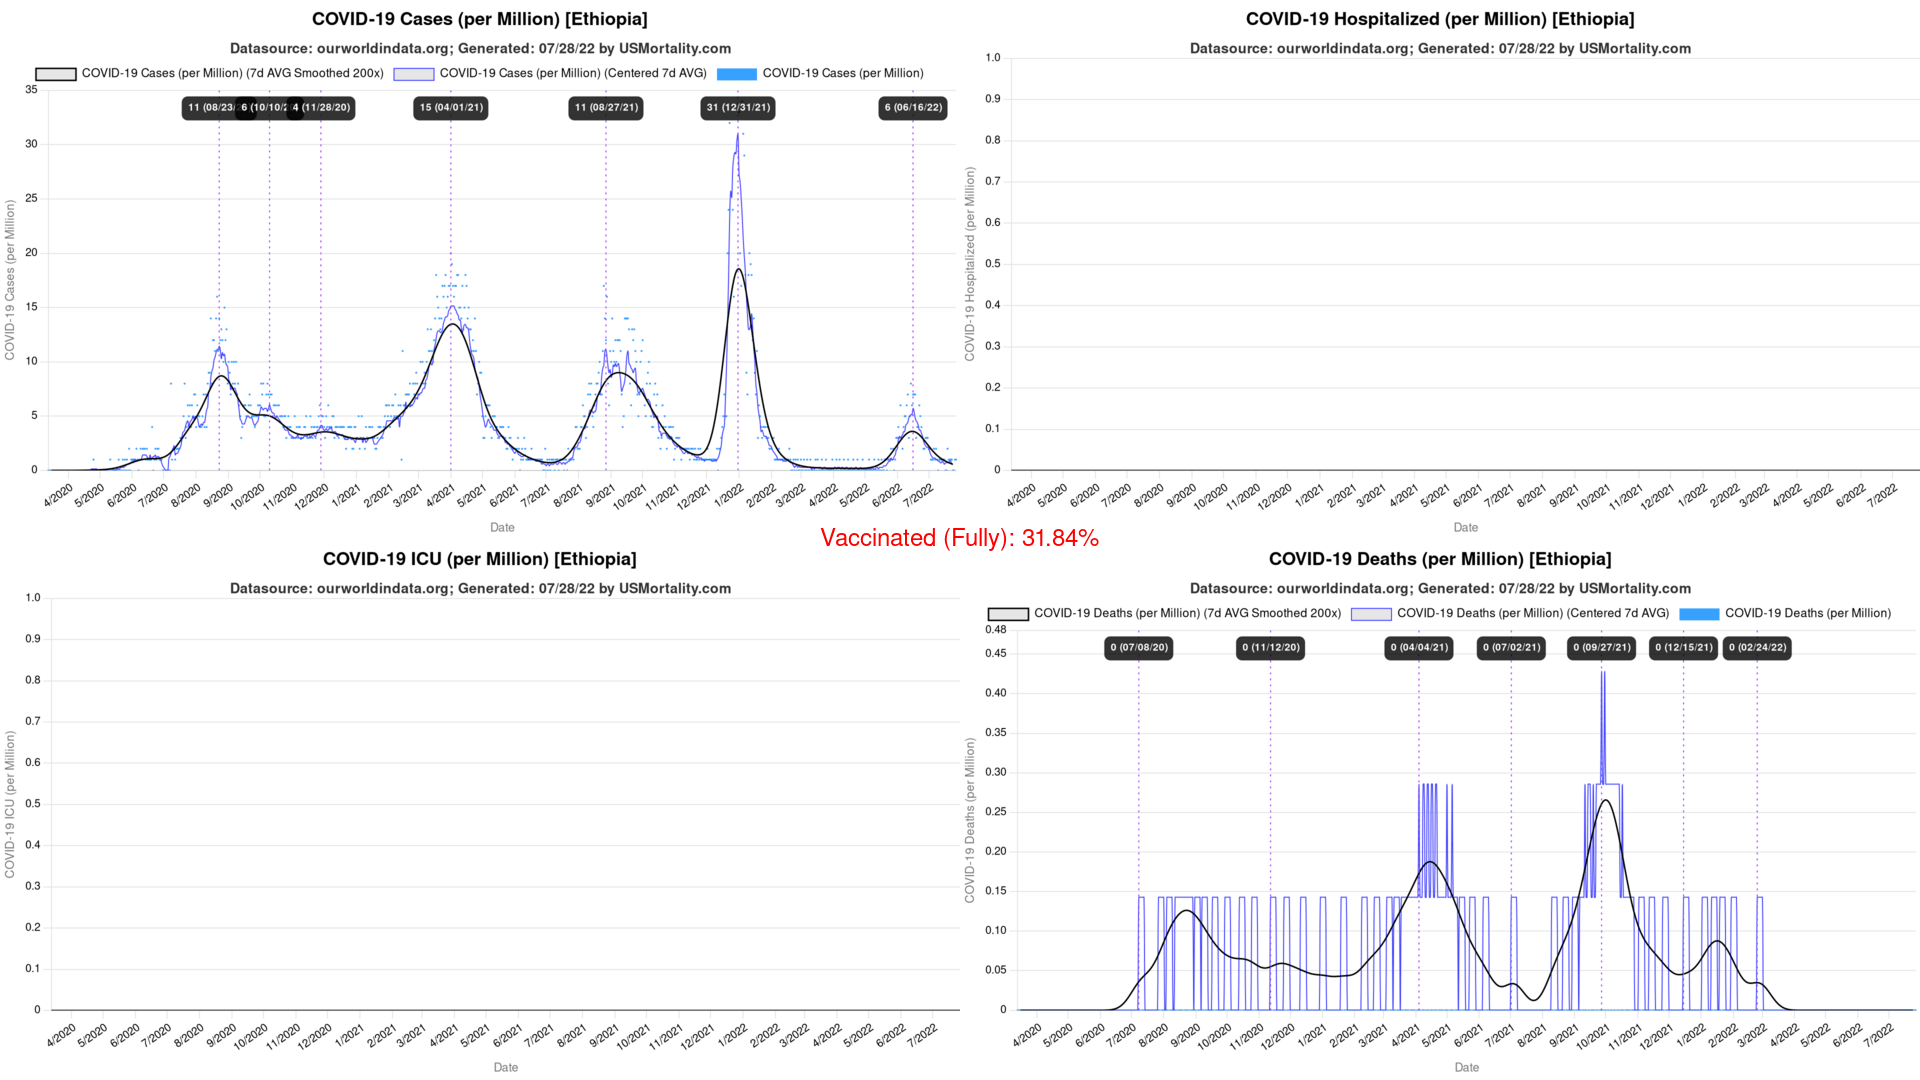 COVID-19 Cases (per Million) [Ethiopia]
Datasource: ourworldindata.org; Generated: 07/28/22 by USMortality.com
COVID-19 Cases (per Million) (7d AVG Smoothed 200x) COVID-19 Cases (per Million) (Centered 7d AVG) COVID-19 Cases (per Million)
11 (08/23/ 6 (10/10/2 4 (11/28/20) 15 (04/01/21) 11 (08/27/21) 31 (12/31/21) 6 (06/16/22)
35
30
25
20
15
10
5
0
COVID-19 Cases (per Million)
4/2020 5/2020 6/2020 7/2020 8/2020 9/2020 10/2020 11/2020 12/2020 1/2021 2/2021 3/2021 4/2021 5/2021 6/2021 7/2021 8/2021 9/2021 10/2021 11/2021 12/2021 1/2022 2/2022 3/2022 4/2022 5/2022 6/2022 7/2022
Date
COVID-19 Hospitalized (per Million) [Ethiopia]
Datasource: ourworldindata.org; Generated: 07/28/22 by USMortality.com
1.0
0.9
0.8
0.7
0.6
0.5
0.4
0.3
0.2
0.1
0
COVID-19 Hospitalized (per Million)
4/2020 5/2020 6/2020 7/2020 8/2020 9/2020 10/2020 11/2020 12/2020 1/2021 2/2021 3/2021 4/2021 5/2021 6/2021 7/2021 8/2021 9/2021 10/2021 11/2021 12/2021 1/2022 2/2022 3/2022 4/2022 5/2022 6/2022 7/2022
Date
Vaccinated (Fully): 31.84%
COVID-19 ICU (per Million) [Ethiopia]
Datasource: ourworldindata.org; Generated: 07/28/22 by USMortality.com
1.0
0.9
0.8
0.7
0.6
0.5
0.4
0.3
0.2
0.1
0
COVID-19 ICU (per Million)
4/2020 5/2020 6/2020 7/2020 8/2020 9/2020 10/2020 11/2020 12/2020 1/2021 2/2021 3/2021 4/2021 5/2021 6/2021 7/2021 8/2021 9/2021 10/2021 11/2021 12/2021 1/2022 2/2022 3/2022 4/2022 5/2022 6/2022 7/2022
Date
COVID-19 Deaths (per Million) [Ethiopia]
Datasource: ourworldindata.org; Generated: 07/28/22 by USMortality.com
COVID-19 Deaths (per Million) (7d AVG Smoothed 200x) COVID-19 Deaths (per Million) (Centered 7d AVG) COVID-19 Deaths (per Million)
0 (07/08/20) 0 (11/12/20) 0 (04/04/21) 0 (07/02/21) 0 (09/27/21) 0 (12/15/21) 0 (02/24/22)
0.48
0.45
0.40
0.35
0.30
0.25
0.20
0.15
0.10
0.05
0
COVID-19 Deaths (per Million)
4/2020 5/2020 6/2020 7/2020 8/2020 9/2020 10/2020 11/2020 12/2020 1/2021 2/2021 3/2021 4/2021 5/2021 6/2021 7/2021 8/2021 9/2021 10/2021 11/2021 12/2021 1/2022 2/2022 3/2022 4/2022 5/2022 6/2022 7/2022
Date